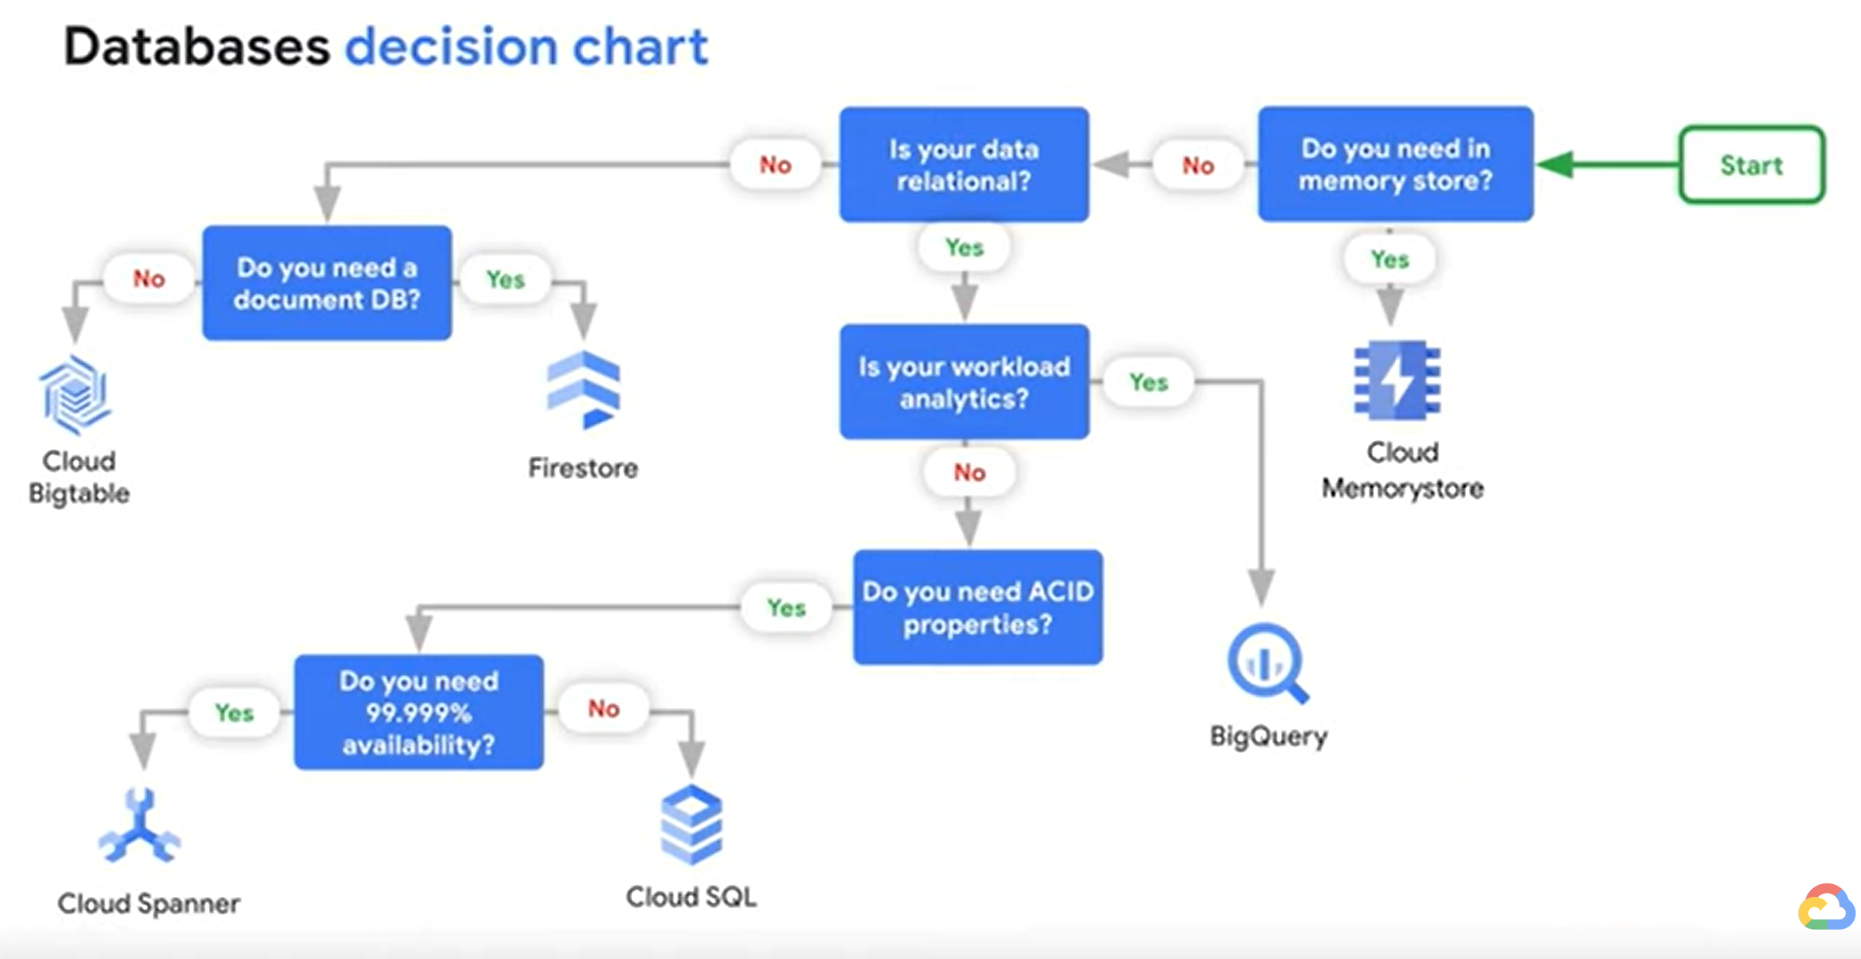 Databases decision chart
Start
Do you need in
memory store?
No
Is your data
relational?
No
Yes
Yes
Do you need a
document DB?
No
Yes
Cloud
Bigtable
Firestore
Is your workload
analytics?
Yes
Cloud
Memorystore
No
Do you need ACID
properties?
Yes
Do you need
99.999%
availability?
Yes
No
BigQuery
Cloud Spanner
Cloud SQL